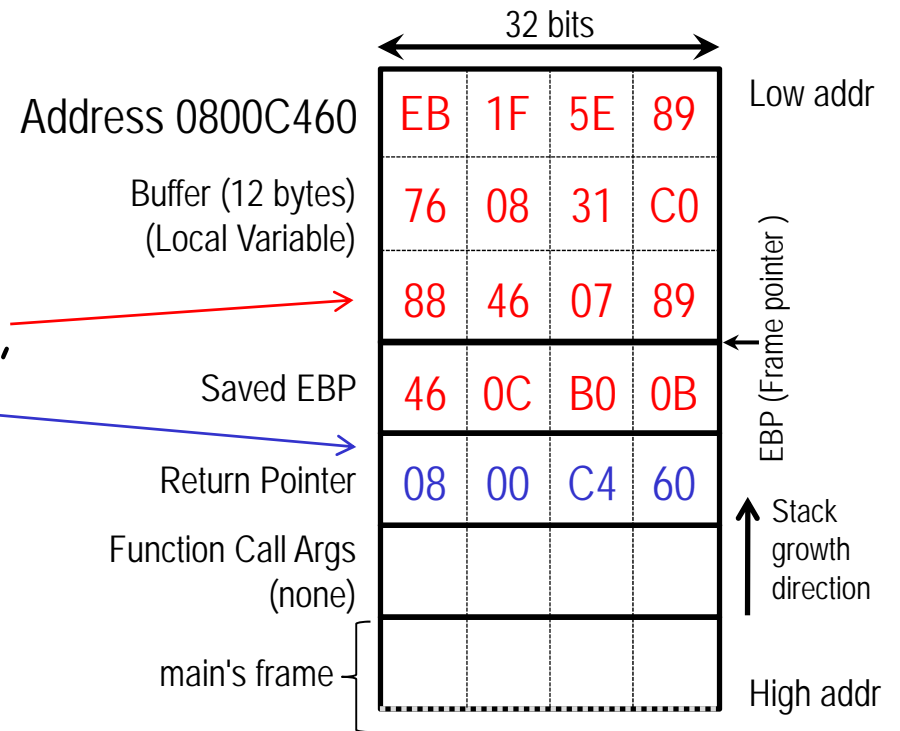 32 bits
Address 0800C460
EB 1F 5E 89
Low addr
Buffer (12 bytes)
(Local Variable)
76 08 31 C0
88 46 07 89
EBP (Frame pointer )
Saved EBP
46 0C B0 0B
Return Pointer
08 00 C4 60
Stack
growth
direction
Function Call Args
(none)
main's frame
High addr